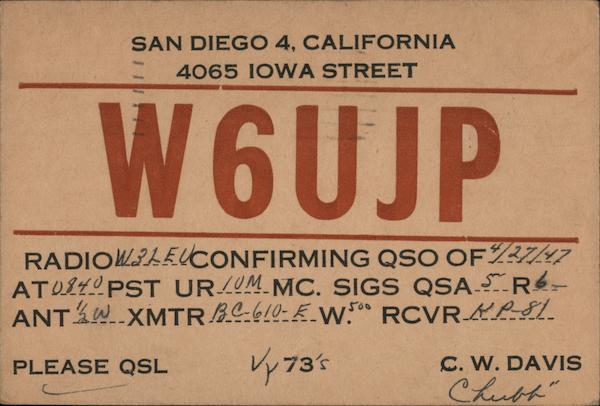 SAN DIEGO 4, CALIFORNIA
4065 IOWA STREET
W6UJP
RADIO W3LEU CONFIRMING QSO OF 4/27/47
AT 0840 PST UR 10M MC. SIGS QSA 5 R 6-
ANT ½W XMTR BC-610-E W. 500 RCVR HP-81
PLEASE QSL Vy 73's C. W. DAVIS
Chubb"